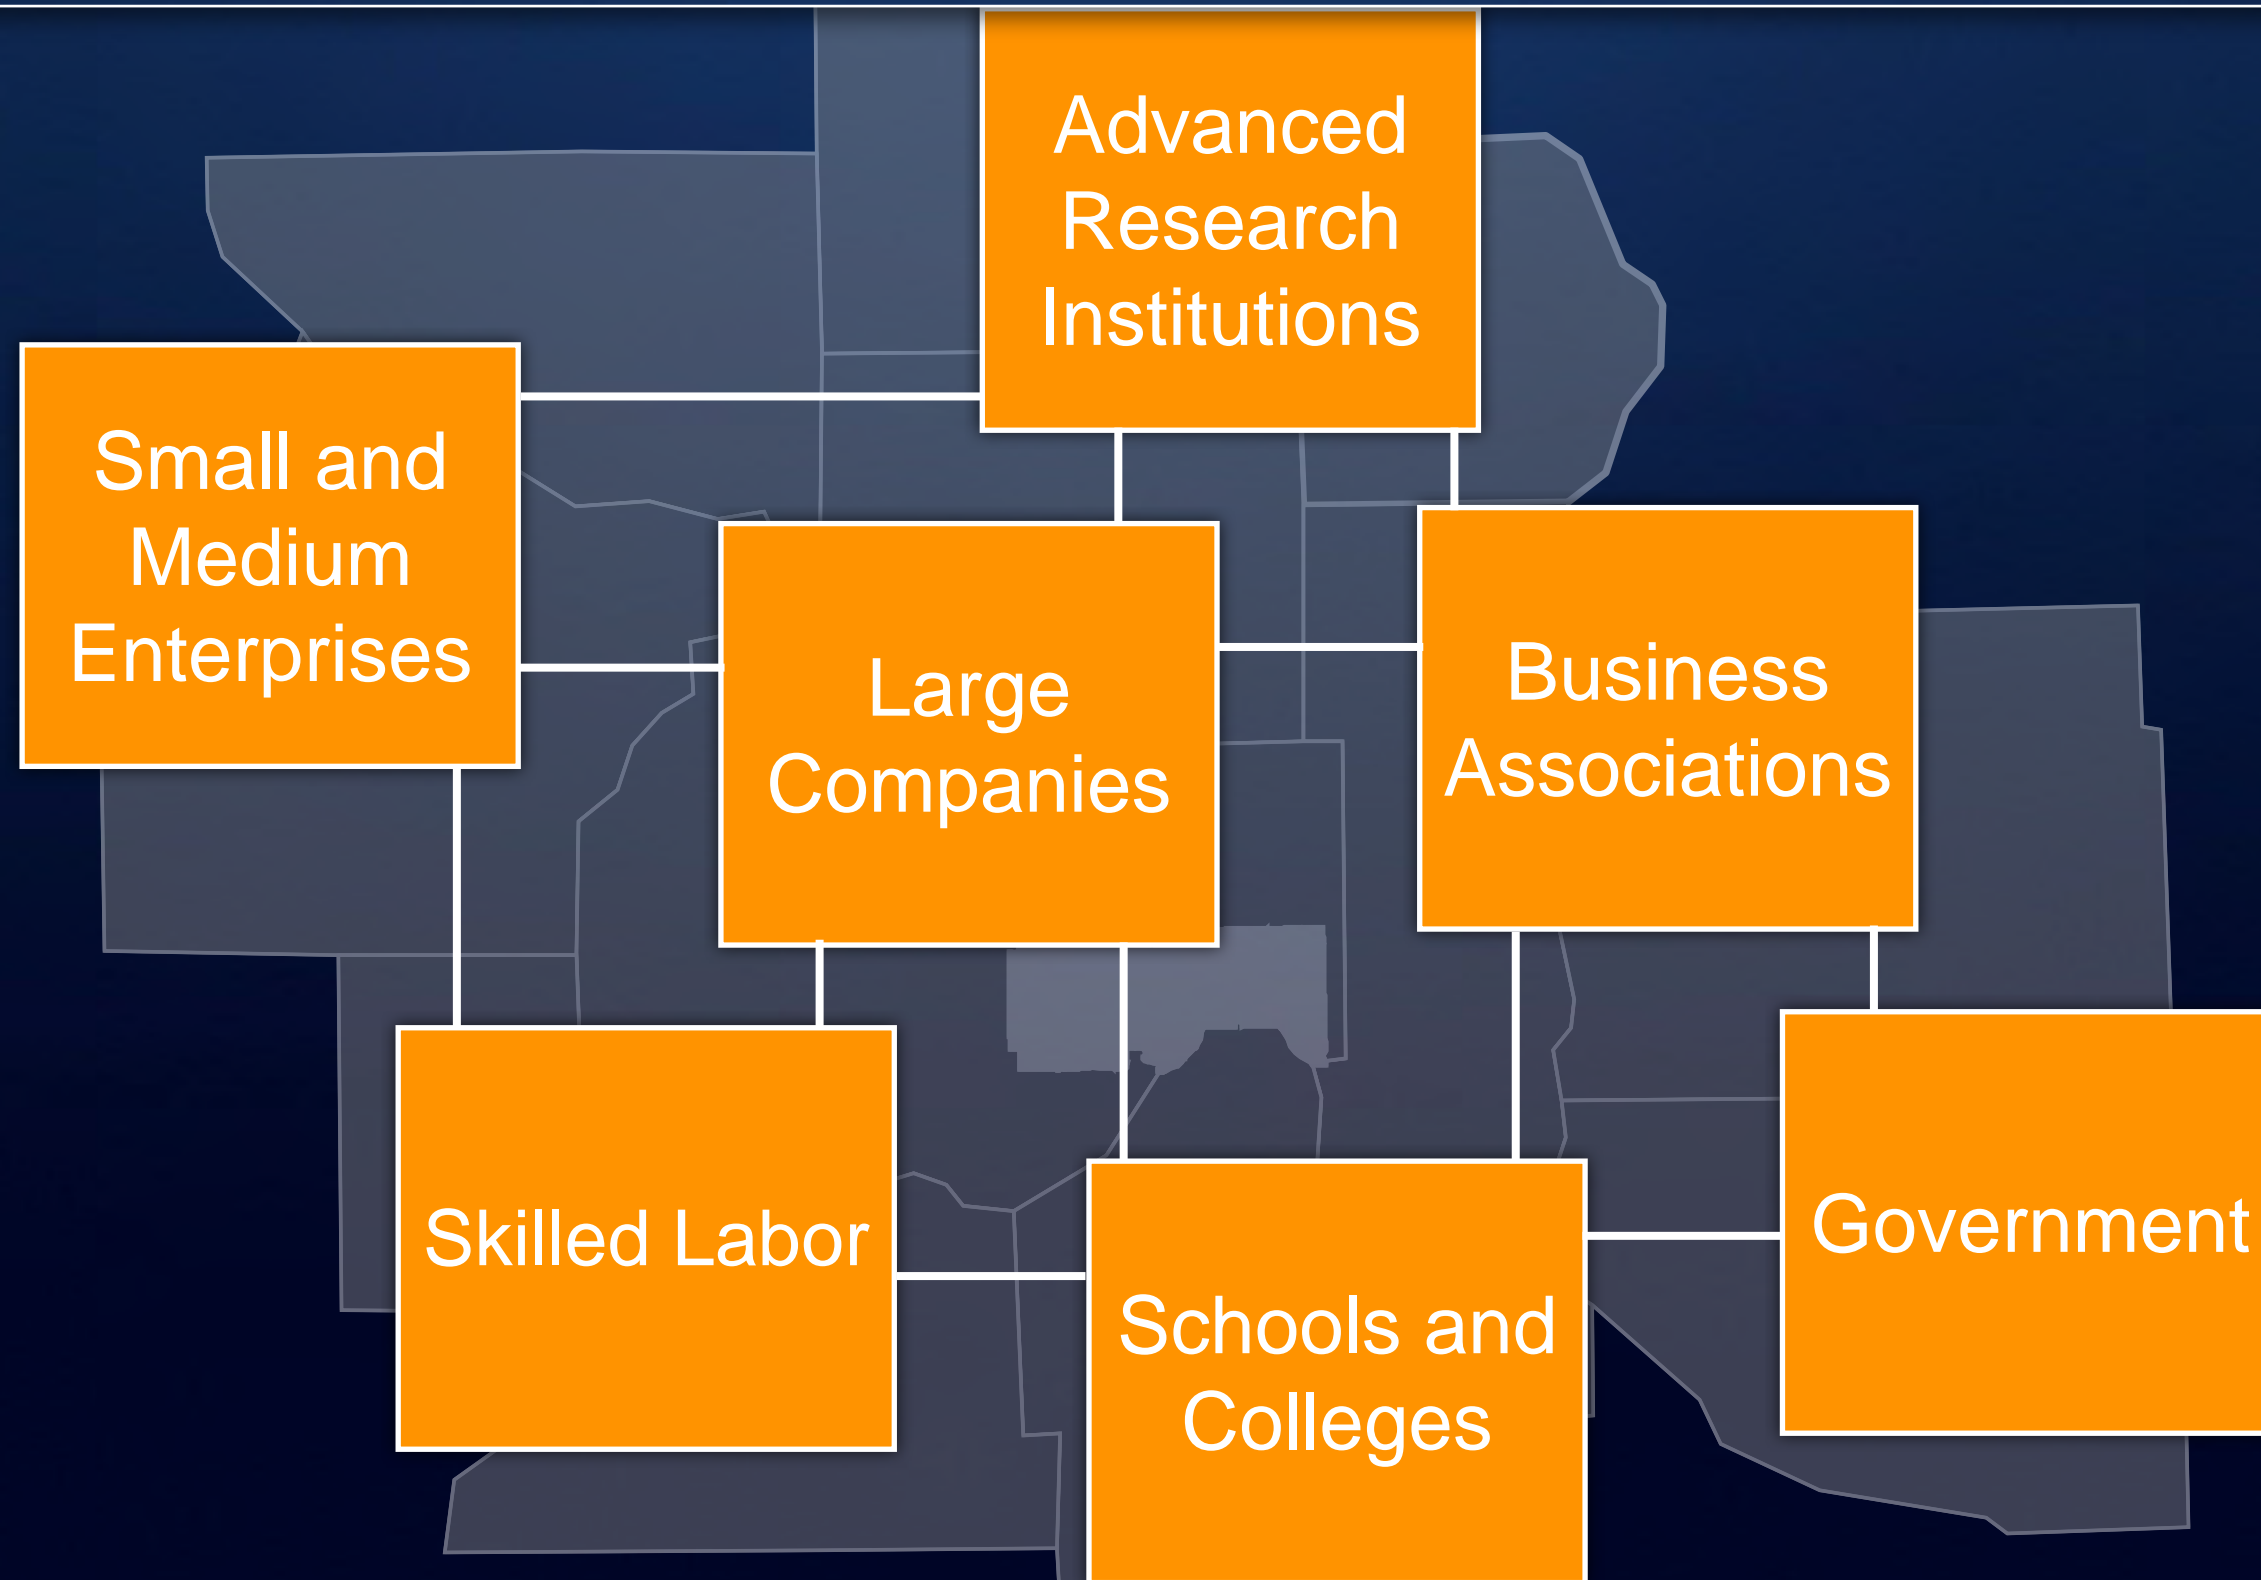 Advanced
Research
Institutions
Small and
Medium
Enterprises
Large
Companies
Business
Associations
Skilled Labor
Schools and
Colleges
Government